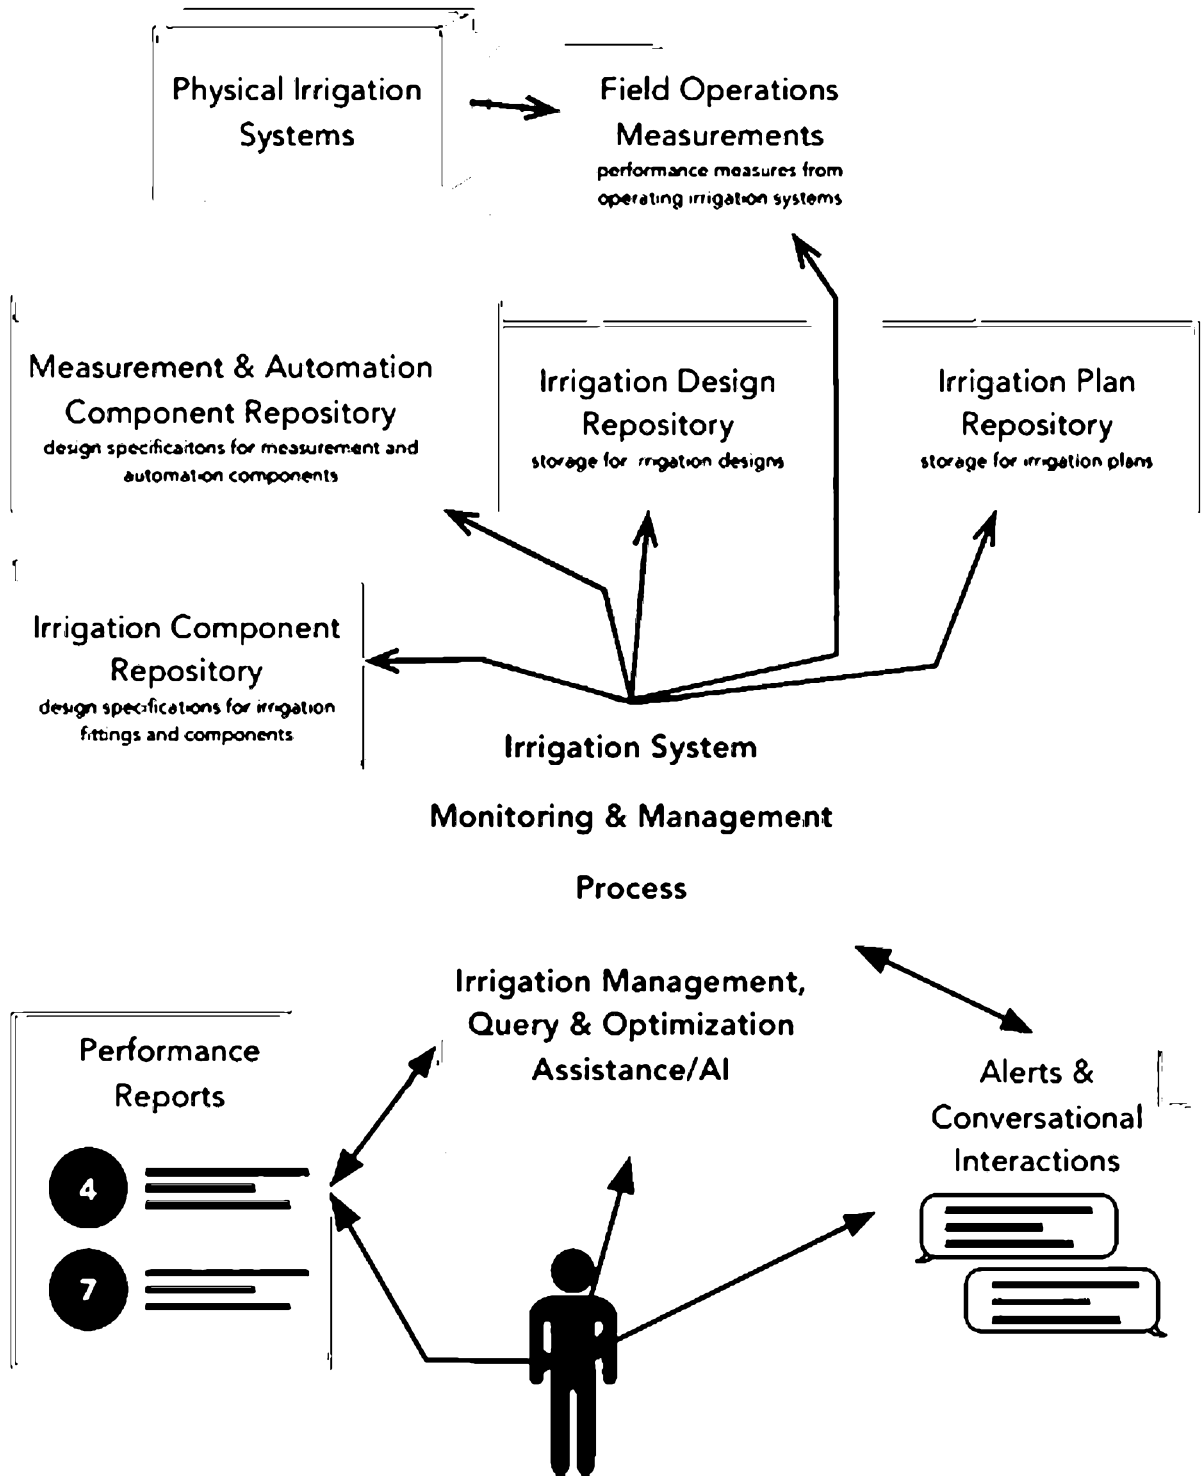 Physical Irrigation
Systems
Field Operations
Measurements
performance measures from
operating irrigation systems
Measurement & Automation
Component Repository
design specificaitons for measurement and
automation components
Irrigation Design
Repository
storage for irrigation designs
Irrigation Plan
Repository
storage for irrigation plans
Irrigation Component
Repository
design specifications for irrigation
fittings and components
Irrigation System
Monitoring & Management
Process
Irrigation Management,
Query & Optimization
Assistance/AI
Performance
Reports
4
7
Alerts &
Conversational
Interactions